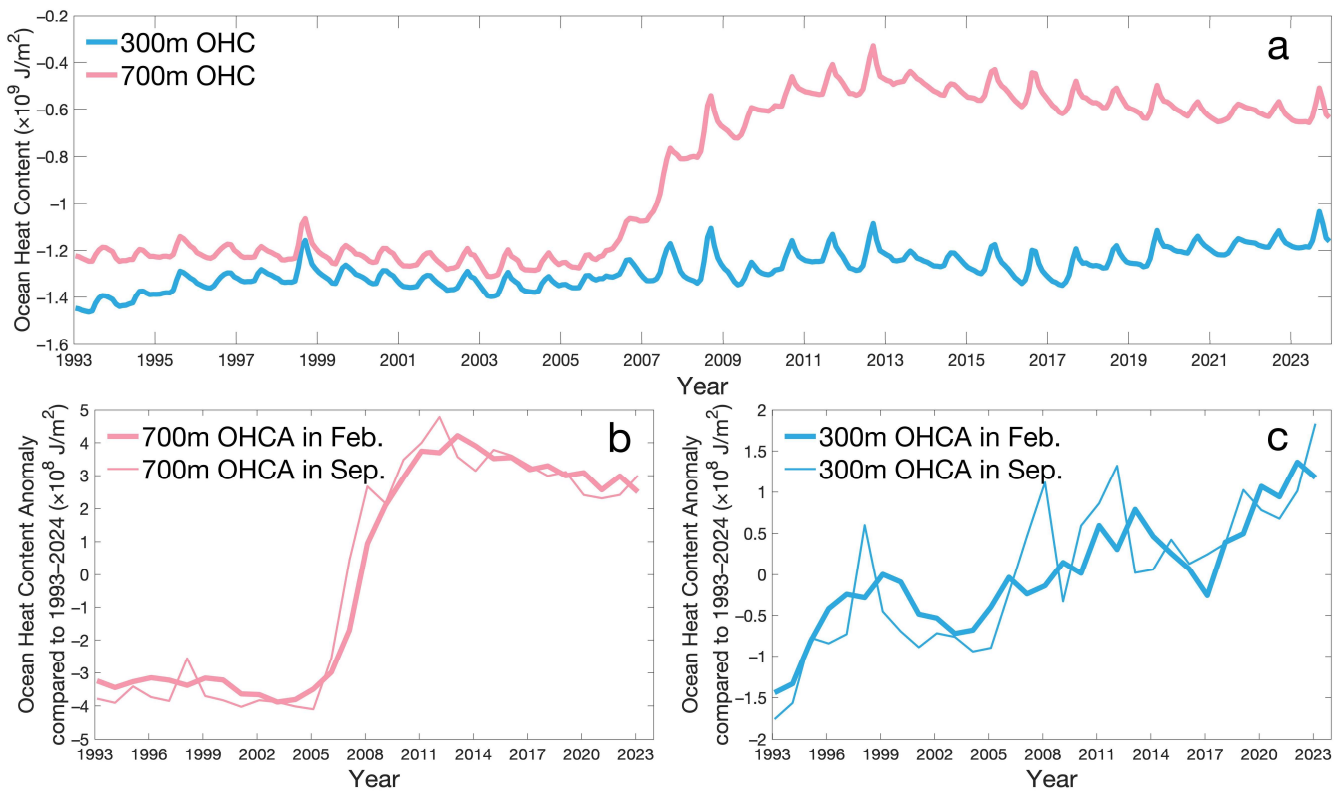 a
300m OHC
700m OHC
Ocean Heat Content (×10⁹ J/m²)
−0.2
−0.4
−0.6
−0.8
−1
−1.2
−1.4
−1.6
1993 1995 1997 1999 2001 2003 2005 2007 2009 2011 2013 2015 2017 2019 2021 2023
Year
b
700m OHCA in Feb.
700m OHCA in Sep.
Ocean Heat Content Anomaly
compared to 1993–2024 (×10⁸ J/m²)
5
4
3
2
1
0
−1
−2
−3
−4
−5
1993 1996 1999 2002 2005 2008 2011 2014 2017 2020 2023
Year
c
300m OHCA in Feb.
300m OHCA in Sep.
Ocean Heat Content Anomaly
compared to 1993–2024 (×10⁸ J/m²)
2
1.5
1
0.5
0
−0.5
−1
−1.5
−2
1993 1996 1999 2002 2005 2008 2011 2014 2017 2020 2023
Year